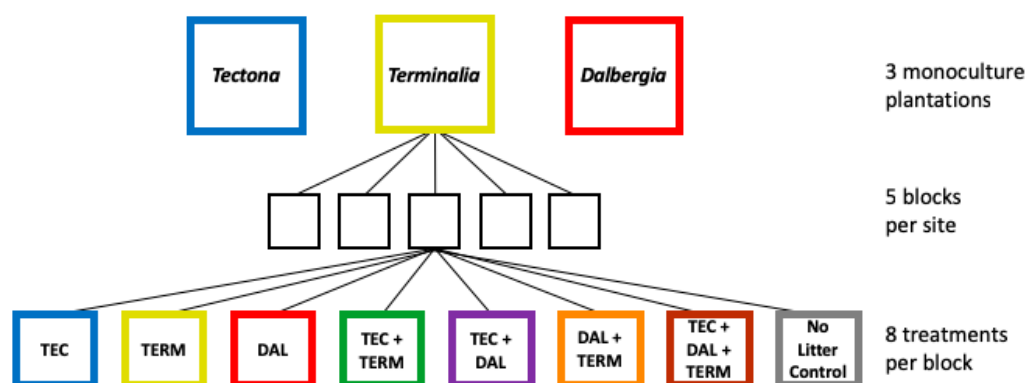 Tectona
Terminalia
Dalbergia
3 monoculture
plantations
5 blocks
per site
TEC
TERM
DAL
TEC +
TERM
TEC +
DAL
DAL +
TERM
TEC +
DAL +
TERM
No
Litter
Control
8 treatments
per block